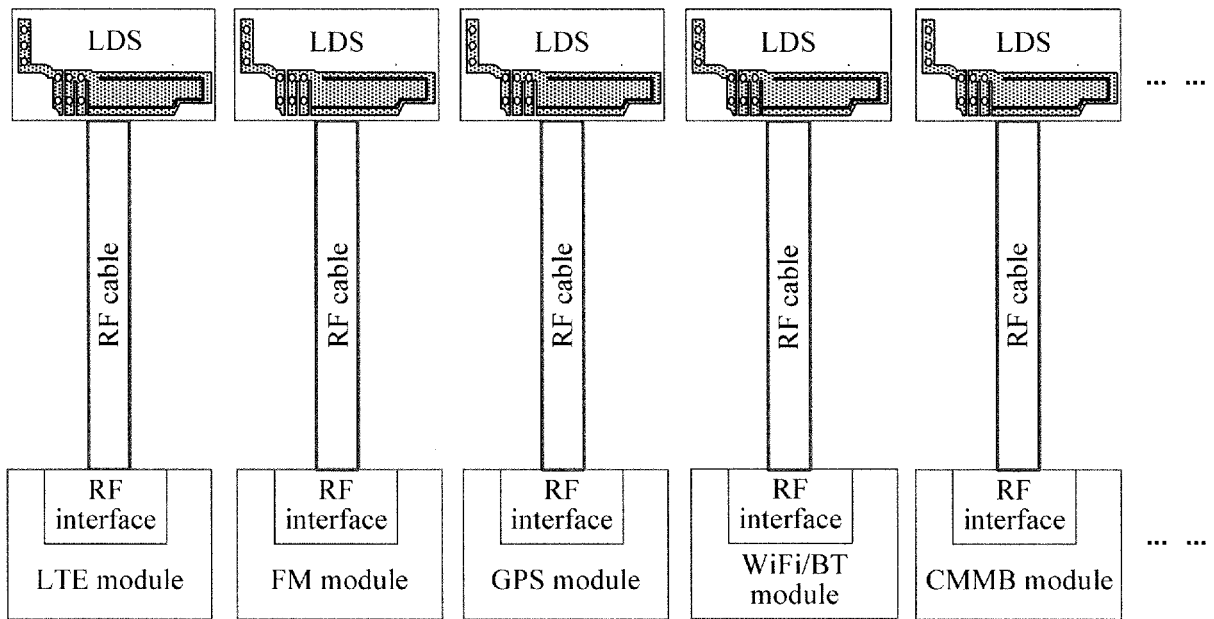 LDS
LDS
LDS
LDS
LDS
... ...
RF cable
RF cable
RF cable
RF cable
RF cable
RF
interface
RF
interface
RF
interface
RF
interface
RF
interface
... ...
LTE module
FM module
GPS module
WiFi/BT
module
CMMB module